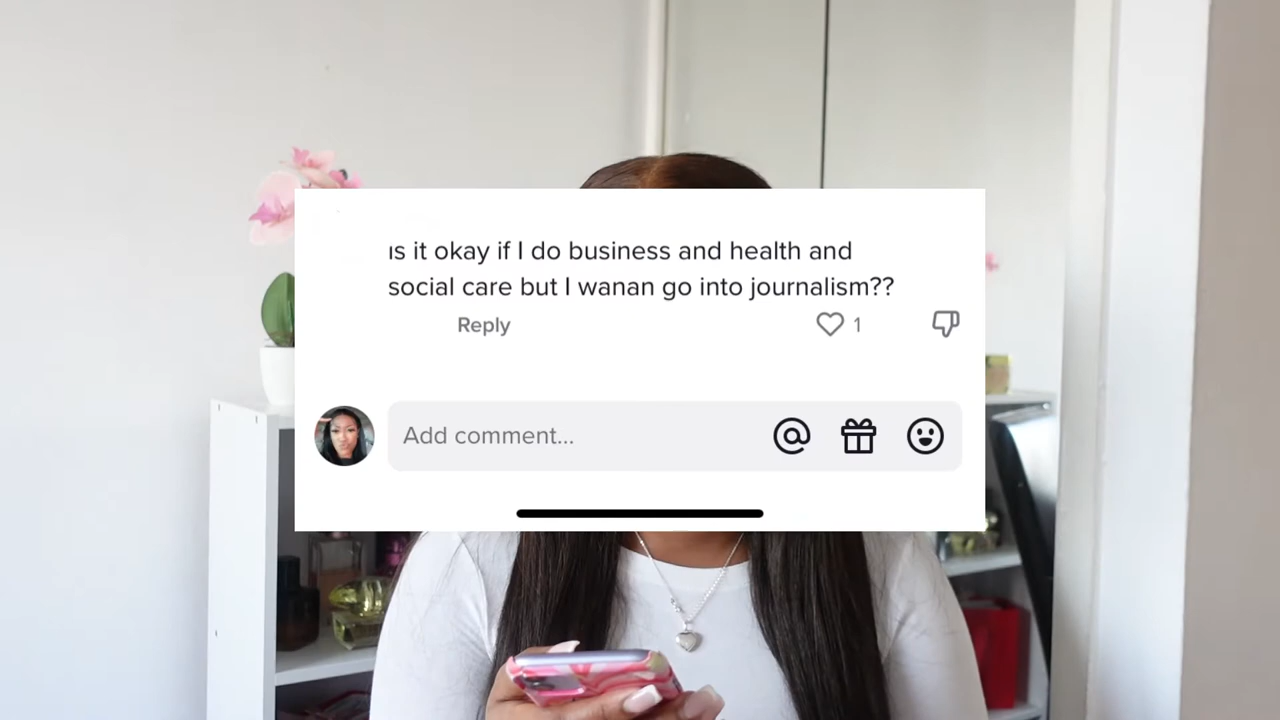 is it okay if I do business and health and
social care but I wanan go into journalism??
Reply
1
Add comment...